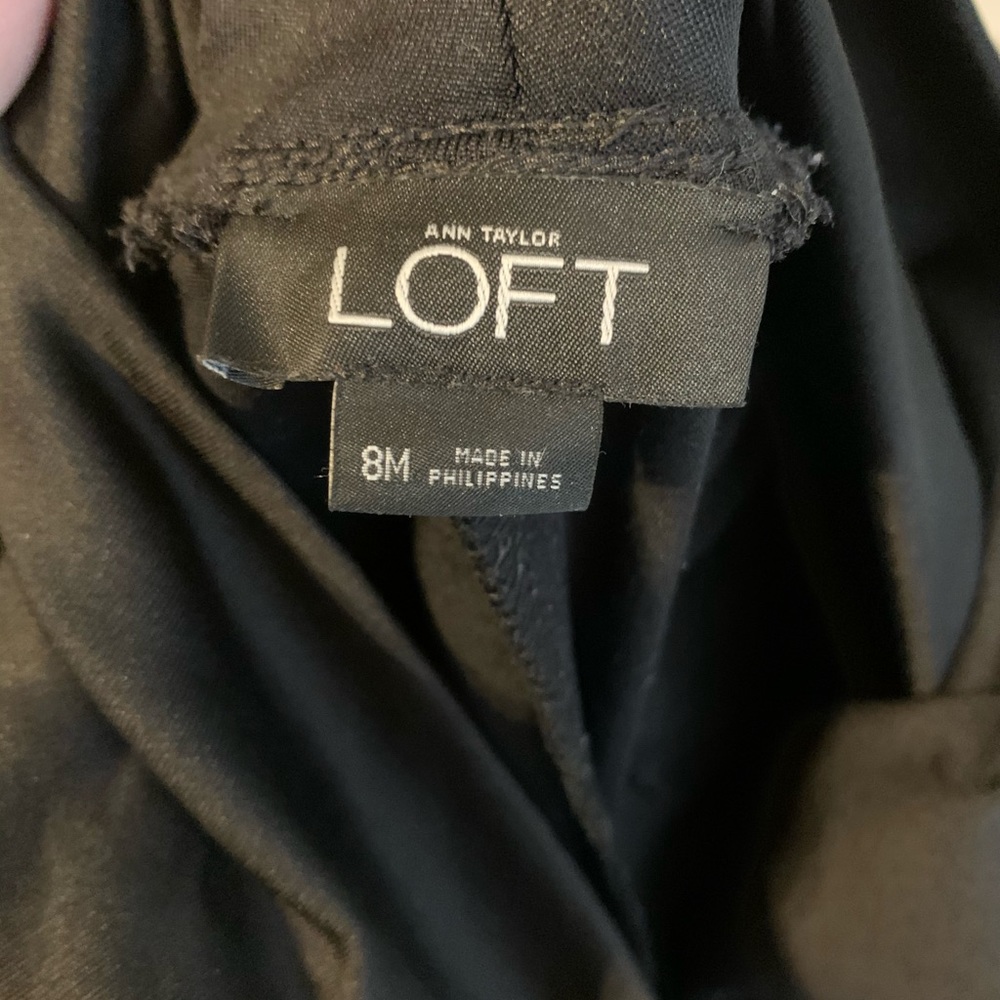 ANN TAYLOR
LOFT
8M MADE IN
PHILIPPINES